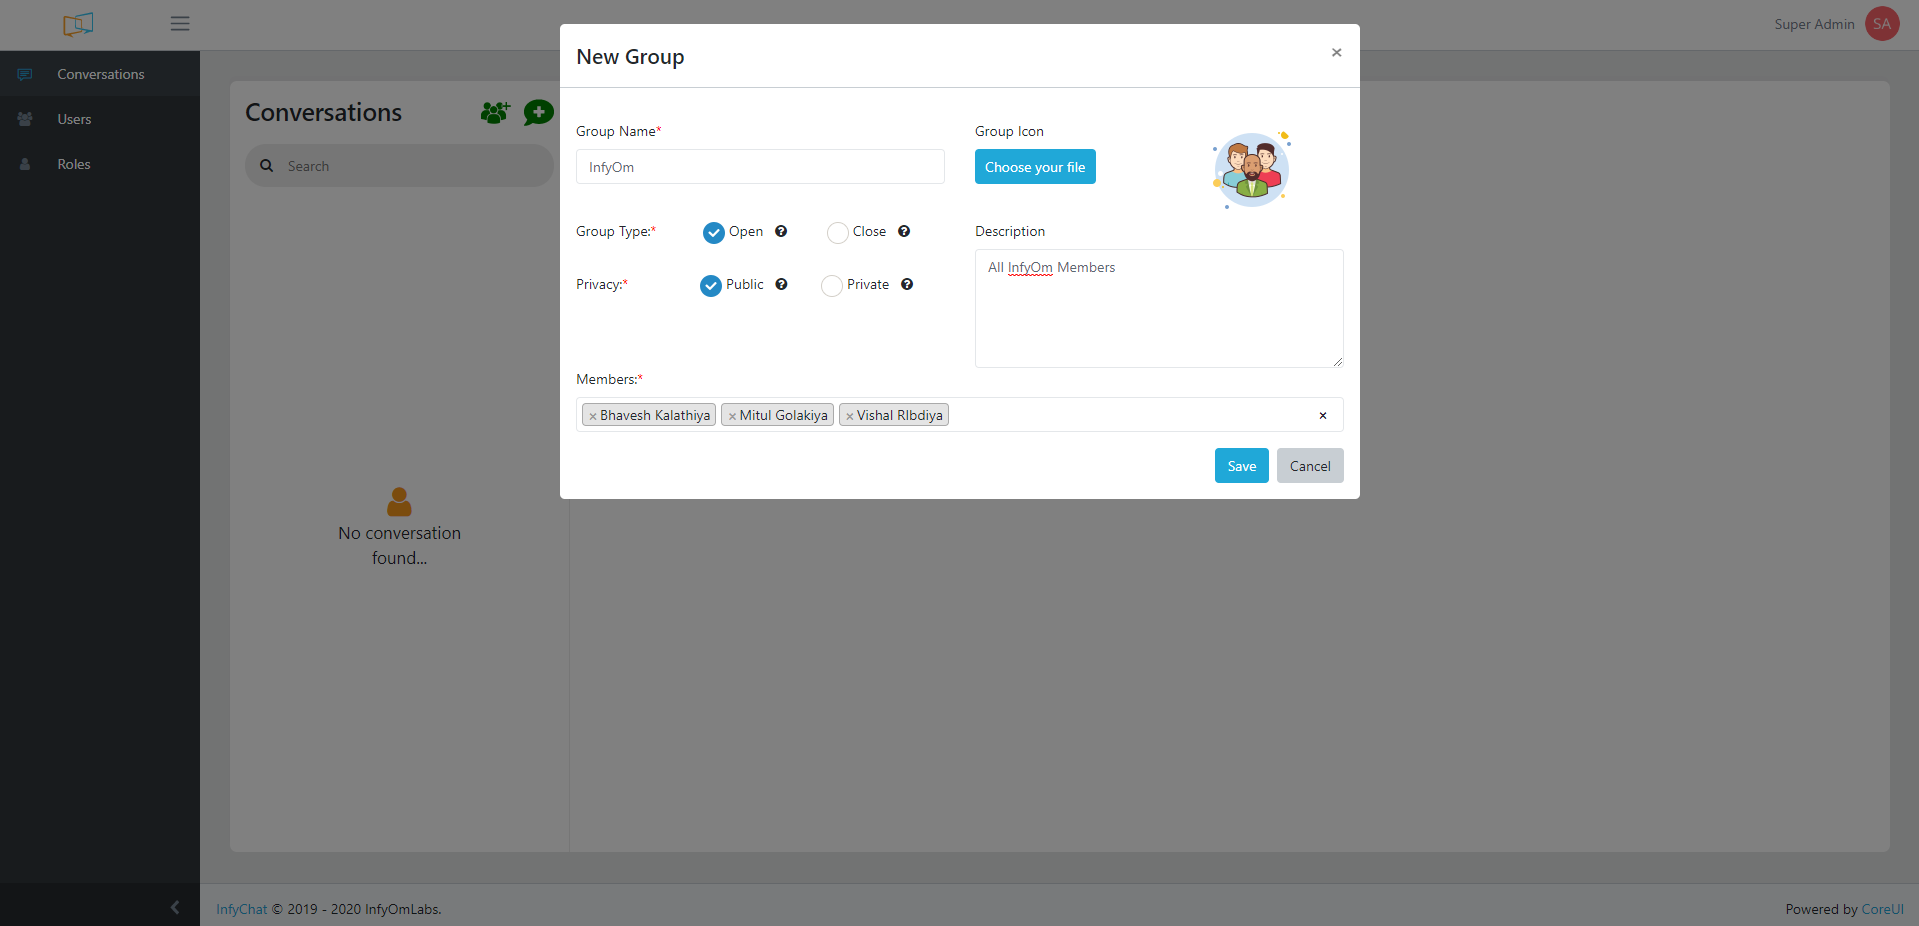 Super Admin SA
Conversations
Users
Roles
Conversations
Search
No conversation
found...
New Group ×
Group Name*
InfyOm
Group Icon
Choose your file
Group Type:* Open Close
Privacy:* Public Private
Description
All InfyOm Members
Members:*
× Bhavesh Kalathiya × Mitul Golakiya × Vishal RIbdiya ×
Save Cancel
InfyChat © 2019 - 2020 InfyOmLabs.
Powered by CoreUI